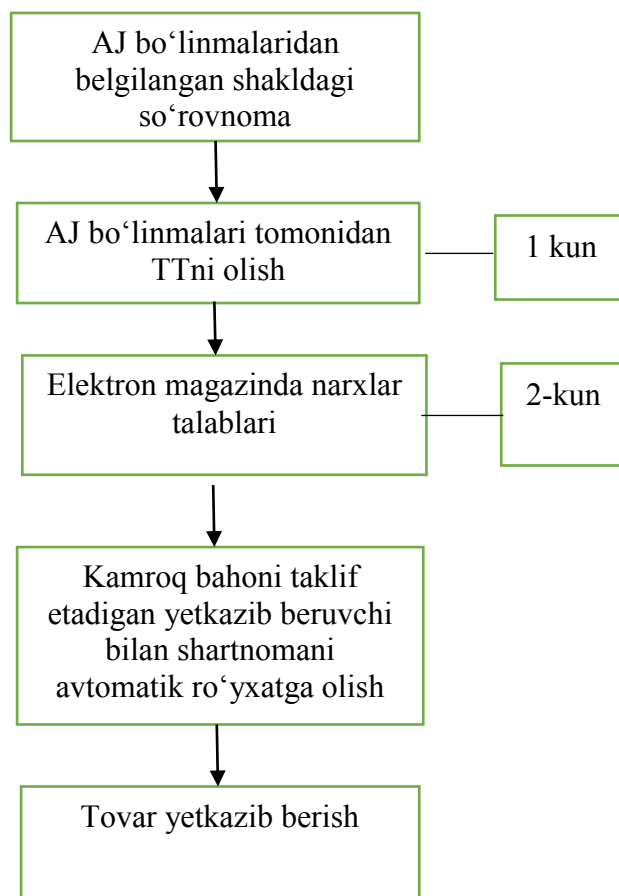 AJ bo‘linmalaridan
belgilangan shakldagi
so‘rovnoma
AJ bo‘linmalari tomonidan
TTni olish
1 kun
Elektron magazinda narxlar
talablari
2-kun
Kamroq bahoni taklif
etadigan yetkazib beruvchi
bilan shartnomani
avtomatik ro‘yxatga olish
Tovar yetkazib berish